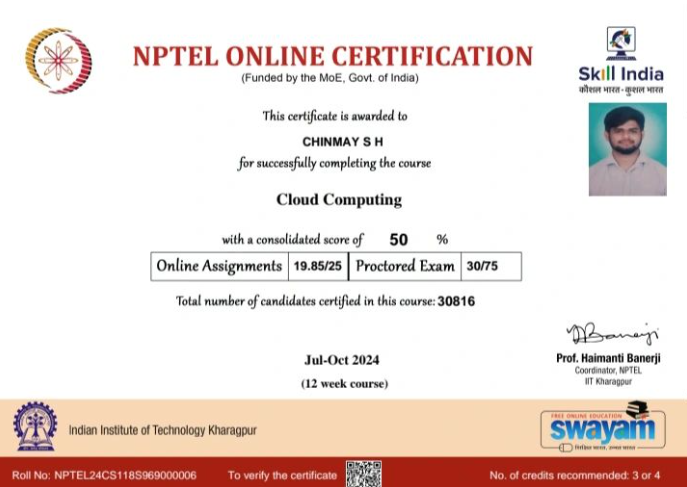 NPTEL ONLINE CERTIFICATION
(Funded by the MoE, Govt. of India)
Skill India
कौशल भारत-कुशल भारत
This certificate is awarded to
CHINMAY S H
for successfully completing the course
Cloud Computing
with a consolidated score of 50 %
Online Assignments 19.85/25 Proctored Exam 30/75
Total number of candidates certified in this course: 30816
Jul-Oct 2024
(12 week course)
Prof. Haimanti Banerji
Coordinator, NPTEL
IIT Kharagpur
Indian Institute of Technology Kharagpur
FREE ONLINE EDUCATION
swayam
Roll No: NPTEL24CS118S969000006 To verify the certificate No. of credits recommended: 3 or 4